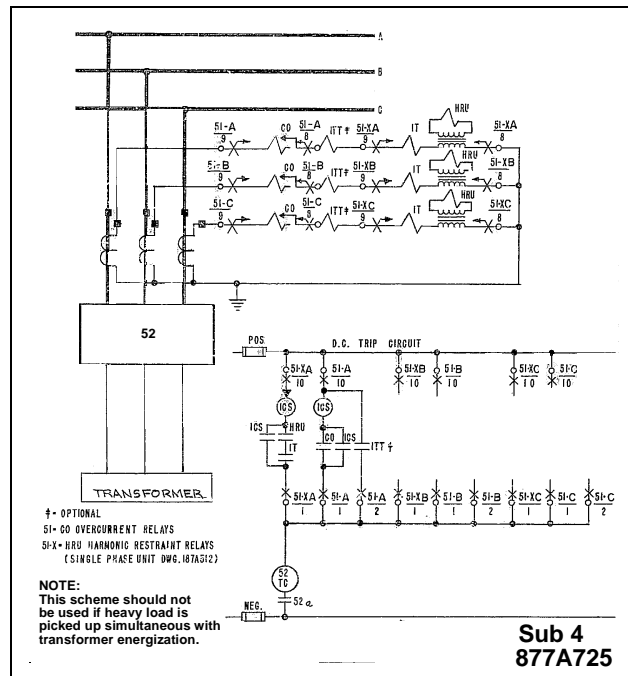 A
B
C
51-A
9
CO
51-A
8
ITT ‡
51-XA
9
IT
HRU
51-XA
8
51-B
9
CO
51-B
8
ITT ‡
51-XB
9
IT
HRU
51-XB
8
51-C
9
CO
51-C
8
ITT ‡
51-XC
9
IT
HRU
51-XC
8
52
POS.
D.C. TRIP CIRCUIT
51-XA
10
51-A
10
51-XB
10
51-B
10
51-XC
10
51-C
10
ICS
ICS
ICS
HRU
IT
CO
ICS
ITT ‡
51-XA
1
51-A
1
51-A
2
51-XB
1
51-B
1
51-B
2
51-XC
1
51-C
1
51-C
2
TRANSFORMER
‡ - OPTIONAL
51- CO OVERCURRENT RELAYS
51-X- HRU HARMONIC RESTRAINT RELAYS
(SINGLE PHASE UNIT DWG. 187A312)
52
TC
52a
NEG.
NOTE:
This scheme should not
be used if heavy load is
picked up simultaneous with
transformer energization.
Sub 4
877A725